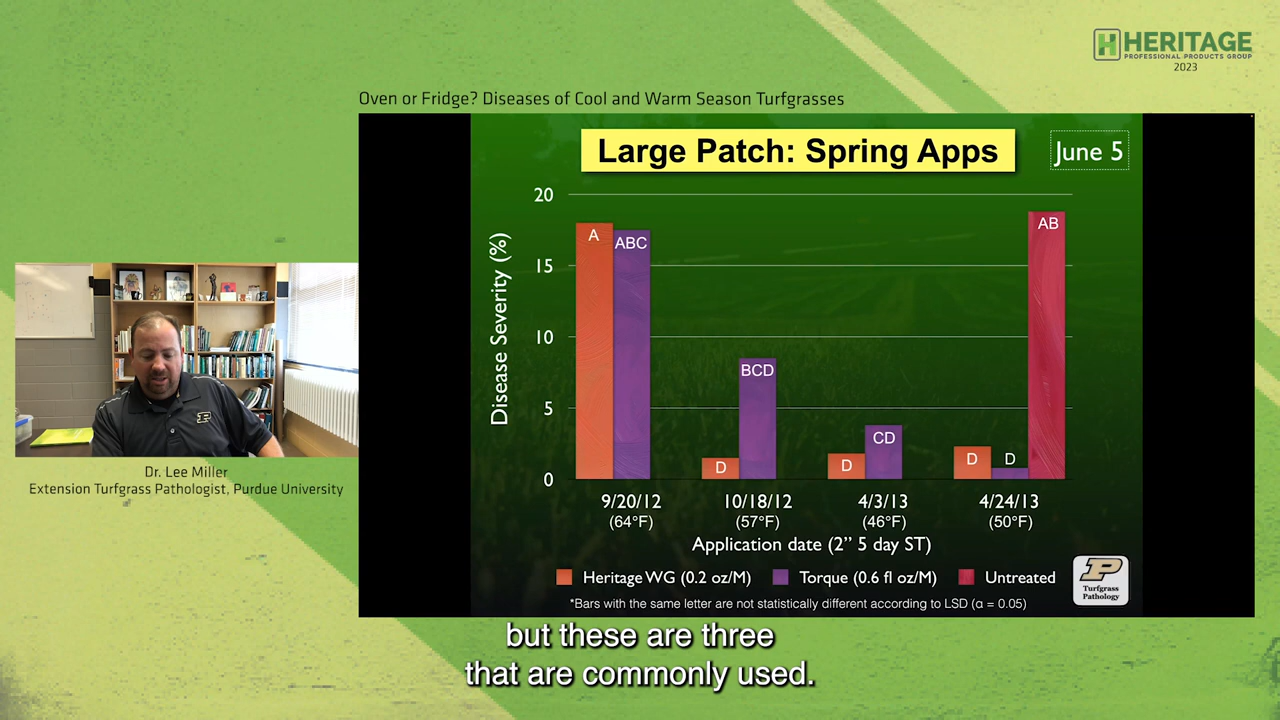 HERITAGE
PROFESSIONAL PRODUCTS GROUP
2023
Oven or Fridge? Diseases of Cool and Warm Season Turfgrasses
Large Patch: Spring Apps
June 5
Disease Severity (%)
20
15
10
5
0
A
ABC
D
BCD
D
CD
D
D
AB
9/20/12
(64°F)
10/18/12
(57°F)
4/3/13
(46°F)
4/24/13
(50°F)
Application date (2” 5 day ST)
Heritage WG (0.2 oz/M)
Torque (0.6 fl oz/M)
Untreated
*Bars with the same letter are not statistically different according to LSD (α = 0.05)
P
Turfgrass
Pathology
P
Dr. Lee Miller
Extension Turfgrass Pathologist, Purdue University
but these are three
that are commonly used.